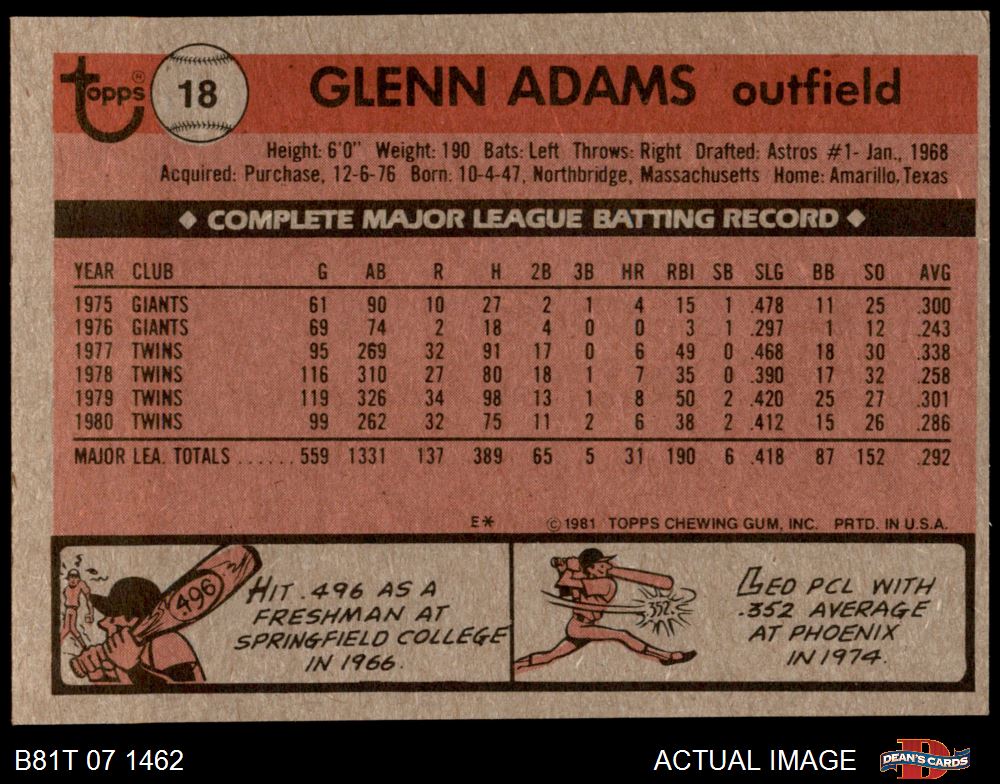 Topps® 18 GLENN ADAMS outfield
Height: 6'0" Weight: 190 Bats: Left Throws: Right Drafted: Astros #1- Jan., 1968
Acquired: Purchase, 12-6-76 Born: 10-4-47, Northbridge, Massachusetts Home: Amarillo, Texas
◆ COMPLETE MAJOR LEAGUE BATTING RECORD ◆
YEAR CLUB G AB R H 2B 3B HR RBI SB SLG BB SO AVG
1975 GIANTS 61 90 10 27 2 1 4 15 1 .478 11 25 .300
1976 GIANTS 69 74 2 18 4 0 0 3 1 .297 1 12 .243
1977 TWINS 95 269 32 91 17 0 6 49 0 .468 18 30 .338
1978 TWINS 116 310 27 80 18 1 7 35 0 .390 17 32 .258
1979 TWINS 119 326 34 98 13 1 8 50 2 .420 25 27 .301
1980 TWINS 99 262 32 75 11 2 6 38 2 .412 15 26 .286
MAJOR LEA. TOTALS ...... 559 1331 137 389 65 5 31 190 6 .418 87 152 .292
E* © 1981 TOPPS CHEWING GUM, INC. PRTD. IN U.S.A.
.496
HIT .496 AS A
FRESHMAN AT
SPRINGFIELD COLLEGE
IN 1966.
.352
LED PCL WITH
.352 AVERAGE
AT PHOENIX
IN 1974.
B81T 07 1462 ACTUAL IMAGE D DEAN'S CARDS